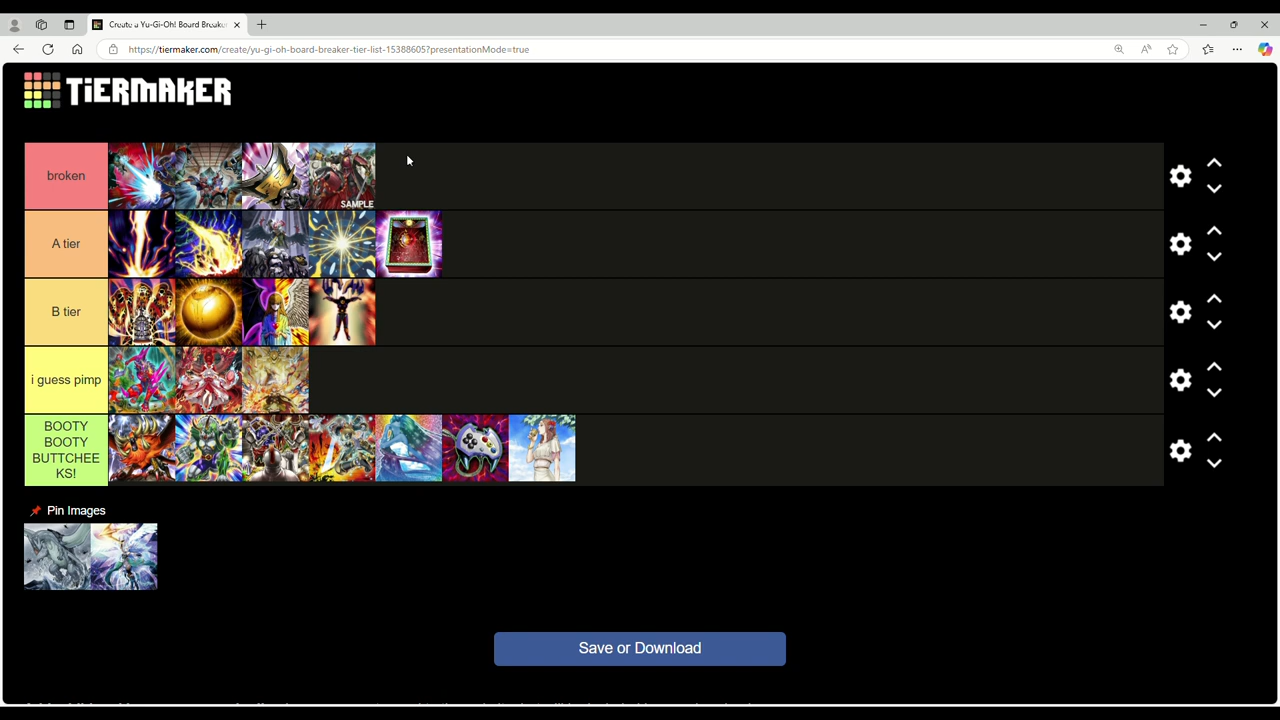 Create a Yu-Gi-Oh! Board Breaker
https://tiermaker.com/create/yu-gi-oh-board-breaker-tier-list-15388605?presentationMode=true
TiERMAKER
broken
SAMPLE
A tier
B tier
i guess pimp
BOOTY
BOOTY
BUTTCHEE
KS!
Pin Images
Save or Download